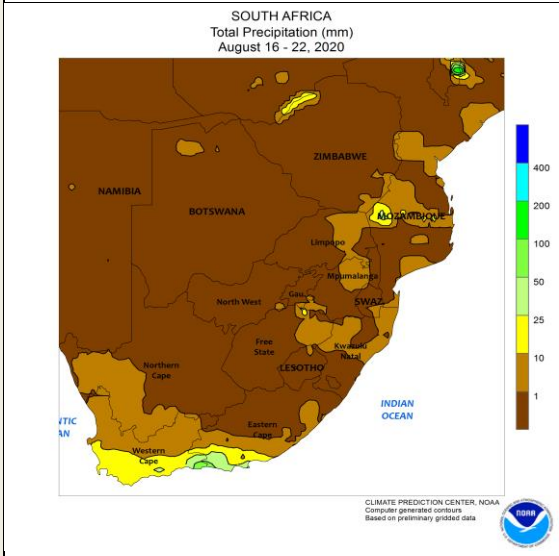 SOUTH AFRICA
Total Precipitation (mm)
August 16 - 22, 2020
ZIMBABWE
NAMIBIA
BOTSWANA
MOZAMBIQUE
Limpopo
Mpumalanga
North West
Gau.
SWAZ.
Free
State
Kwazulu
Natal
LESOTHO
Northern
Cape
Eastern
Cape
Western
Cape
NTIC
AN
INDIAN
OCEAN
400
200
100
50
25
10
1
CLIMATE PREDICTION CENTER, NOAA
Computer generated contours
Based on preliminary gridded data
NOAA